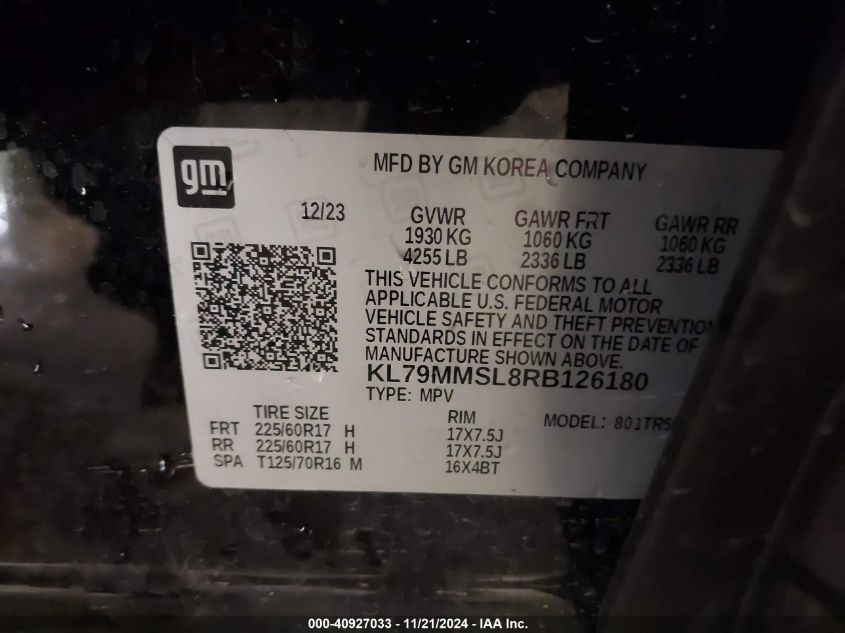 gm
MFD BY GM KOREA COMPANY
12/23
GVWR GAWR FRT GAWR RR
1930 KG 1060 KG 1060 KG
4255 LB 2336 LB 2336 LB
THIS VEHICLE CONFORMS TO ALL
APPLICABLE U.S. FEDERAL MOTOR
VEHICLE SAFETY AND THEFT PREVENTION
STANDARDS IN EFFECT ON THE DATE OF
MANUFACTURE SHOWN ABOVE.
KL79MMSL8RB126180
TYPE: MPV
TIRE SIZE RIM MODEL:
FRT 225/60R17 H 17X7.5J
RR 225/60R17 H 17X7.5J
SPA T125/70R16 M 16X4BT
000-40927033 - 11/21/2024 - IAA Inc.